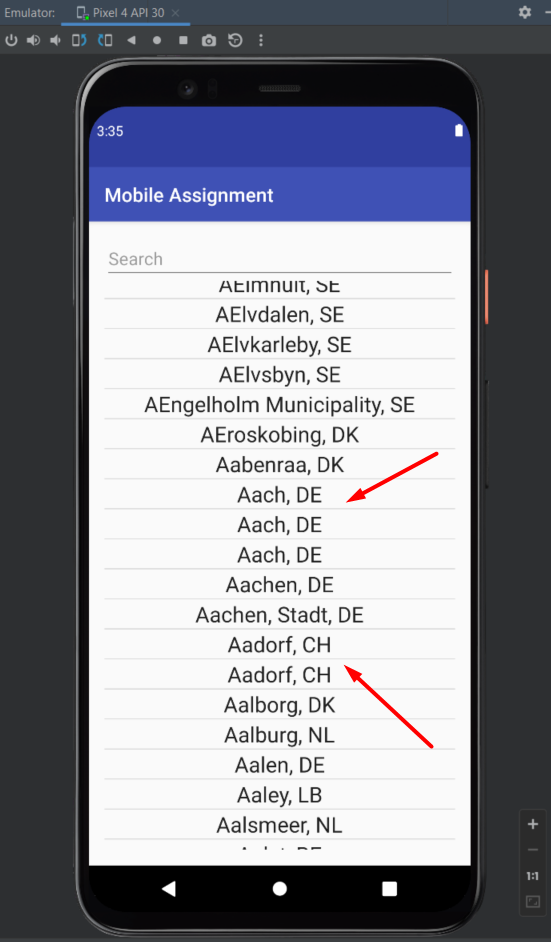 Emulator: Pixel 4 API 30
3:35
Mobile Assignment
Search
AElmhult, SE
AElvdalen, SE
AElvkarleby, SE
AElvsbyn, SE
AEngelholm Municipality, SE
AEroskobing, DK
Aabenraa, DK
Aach, DE
Aach, DE
Aach, DE
Aachen, DE
Aachen, Stadt, DE
Aadorf, CH
Aadorf, CH
Aalborg, DK
Aalburg, NL
Aalen, DE
Aaley, LB
Aalsmeer, NL
1:1